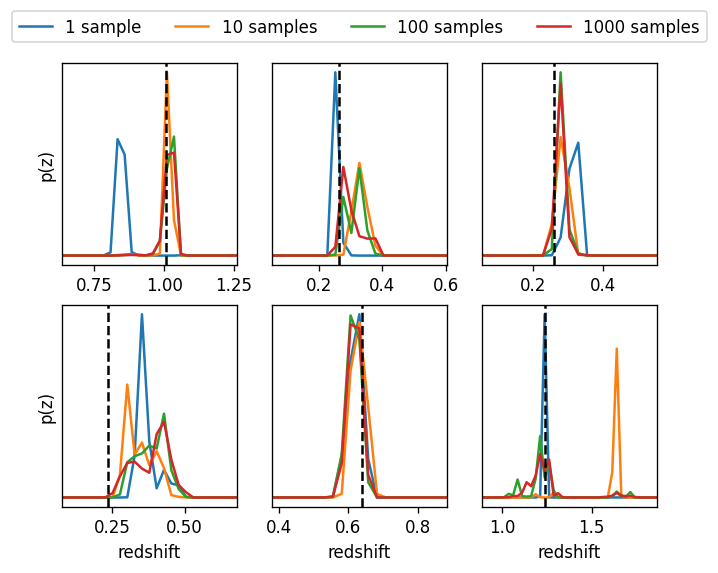 1 sample 10 samples 100 samples 1000 samples
p(z)
0.75 1.00 1.25 0.2 0.4 0.6 0.2 0.4
p(z)
0.25 0.50 0.4 0.6 0.8 1.0 1.5
redshift redshift redshift